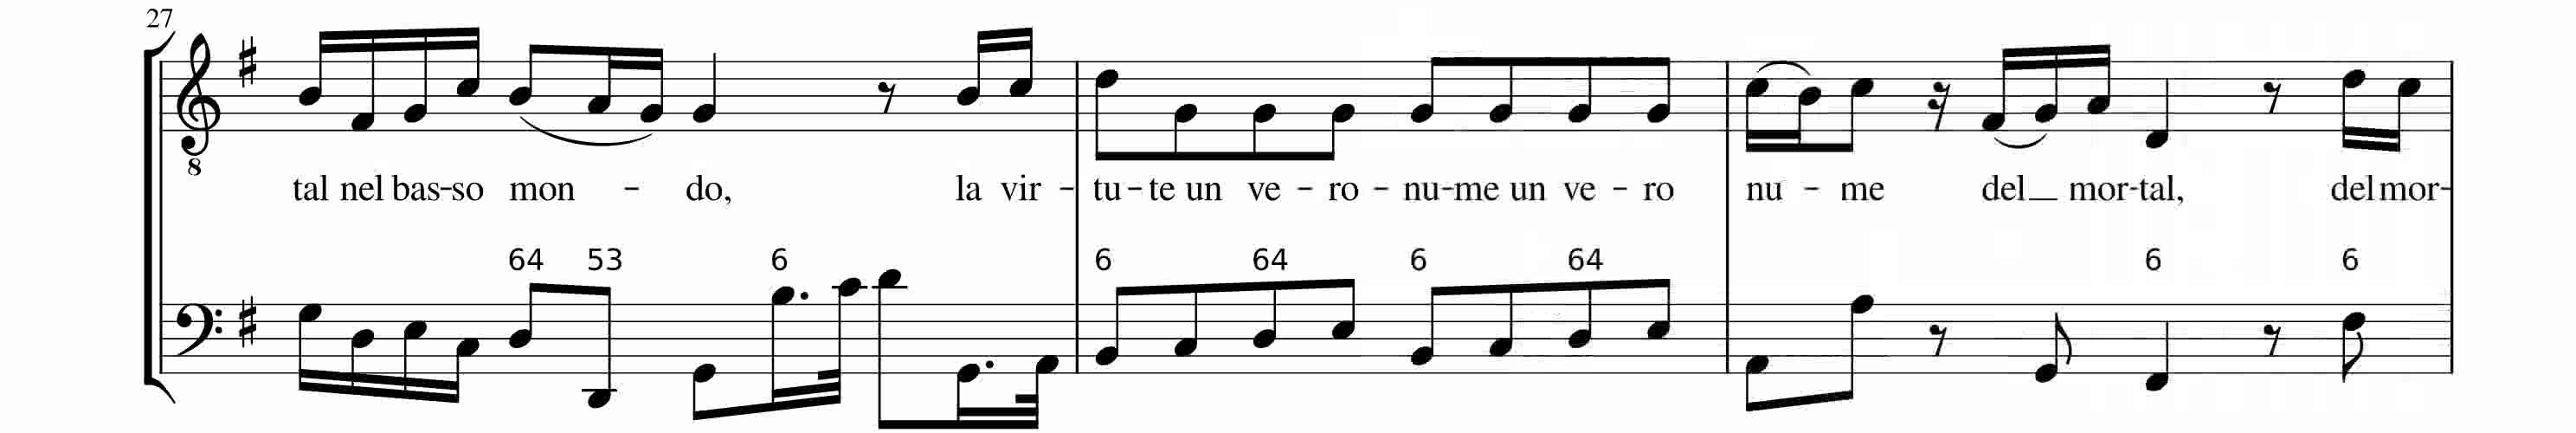 27
8
tal nel bas-so mon - do, la vir - tu-te un ve - ro - nu-me un ve - ro nu - me del mor-tal, del mor-
64 53 6 6 64 6 64 6 6